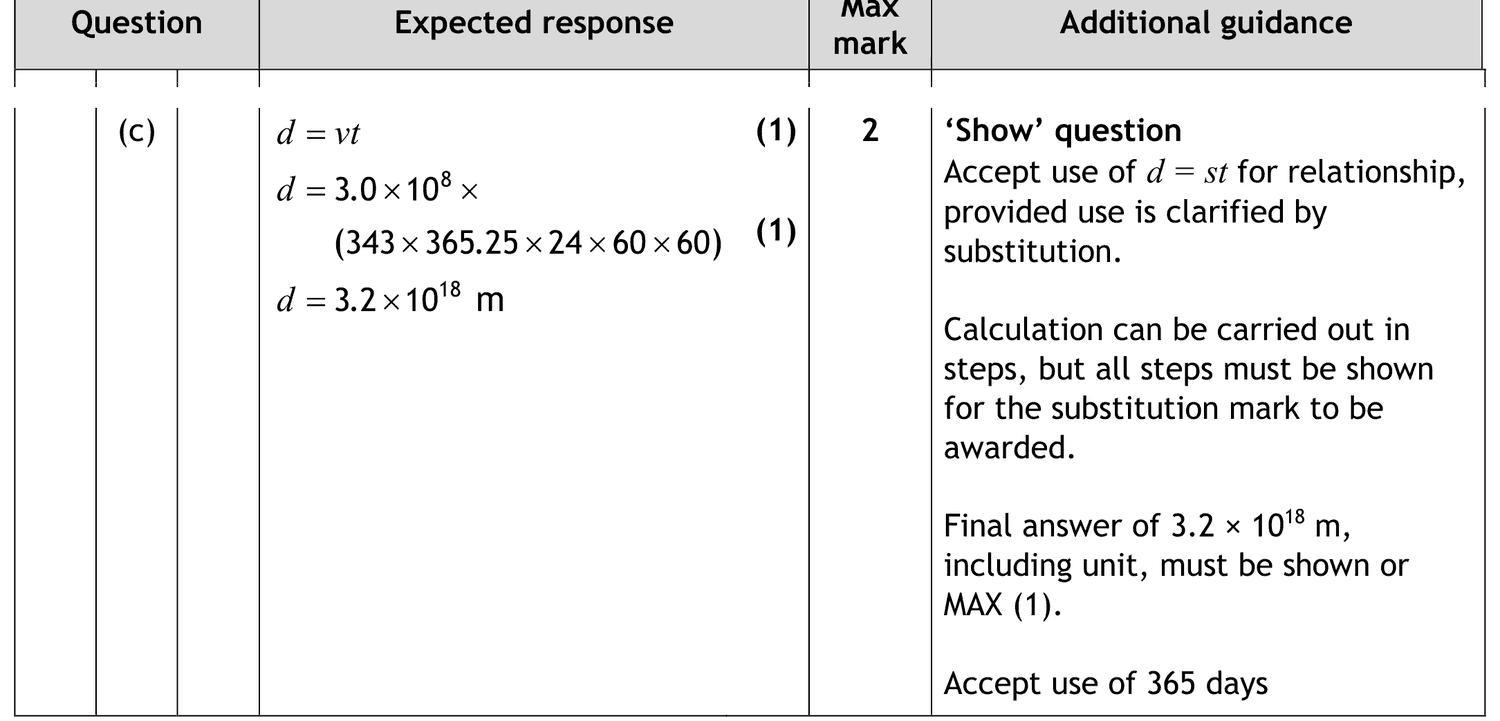 Question
Expected response
Max
mark
Additional guidance
(c)
d = vt (1)
d = 3.0 × 10⁸ ×
(343 × 365.25 × 24 × 60 × 60) (1)
d = 3.2 × 10¹⁸ m
2
‘Show’ question
Accept use of d = st for relationship,
provided use is clarified by
substitution.
Calculation can be carried out in
steps, but all steps must be shown
for the substitution mark to be
awarded.
Final answer of 3.2 × 10¹⁸ m,
including unit, must be shown or
MAX (1).
Accept use of 365 days